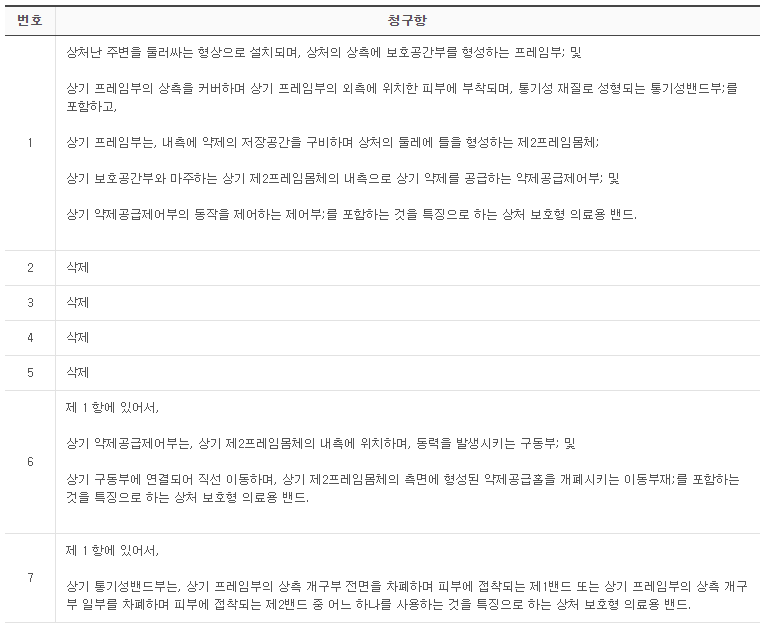 번호 청구항
상처난 주변을 둘러싸는 형상으로 설치되며, 상처의 상측에 보호공간부를 형성하는 프레임부; 및
상기 프레임부의 상측을 커버하며 상기 프레임부의 외측에 위치한 피부에 부착되며, 통기성 재질로 성형되는 통기성밴드부;를
포함하고,
1 상기 프레임부는, 내측에 약제의 저장공간을 구비하며 상처의 둘레에 틀을 형성하는 제2프레임몸체;
상기 보호공간부와 마주하는 상기 제2프레임몸체의 내측으로 상기 약제를 공급하는 약제공급제어부; 및
상기 약제공급제어부의 동작을 제어하는 제어부;를 포함하는 것을 특징으로 하는 상처 보호형 의료용 밴드.
2 삭제
3 삭제
4 삭제
5 삭제
제 1 항에 있어서,
상기 약제공급제어부는, 상기 제2프레임몸체의 내측에 위치하며, 동력을 발생시키는 구동부; 및
6
상기 구동부에 연결되어 직선 이동하며, 상기 제2프레임몸체의 측면에 형성된 약제공급홀을 개폐시키는 이동부재;를 포함하는
것을 특징으로 하는 상처 보호형 의료용 밴드.
제 1 항에 있어서,
7
상기 통기성밴드부는, 상기 프레임부의 상측 개구부 전면을 차폐하며 피부에 접착되는 제1밴드 또는 상기 프레임부의 상측 개구
부 일부를 차폐하며 피부에 접착되는 제2밴드 중 어느 하나를 사용하는 것을 특징으로 하는 상처 보호형 의료용 밴드.